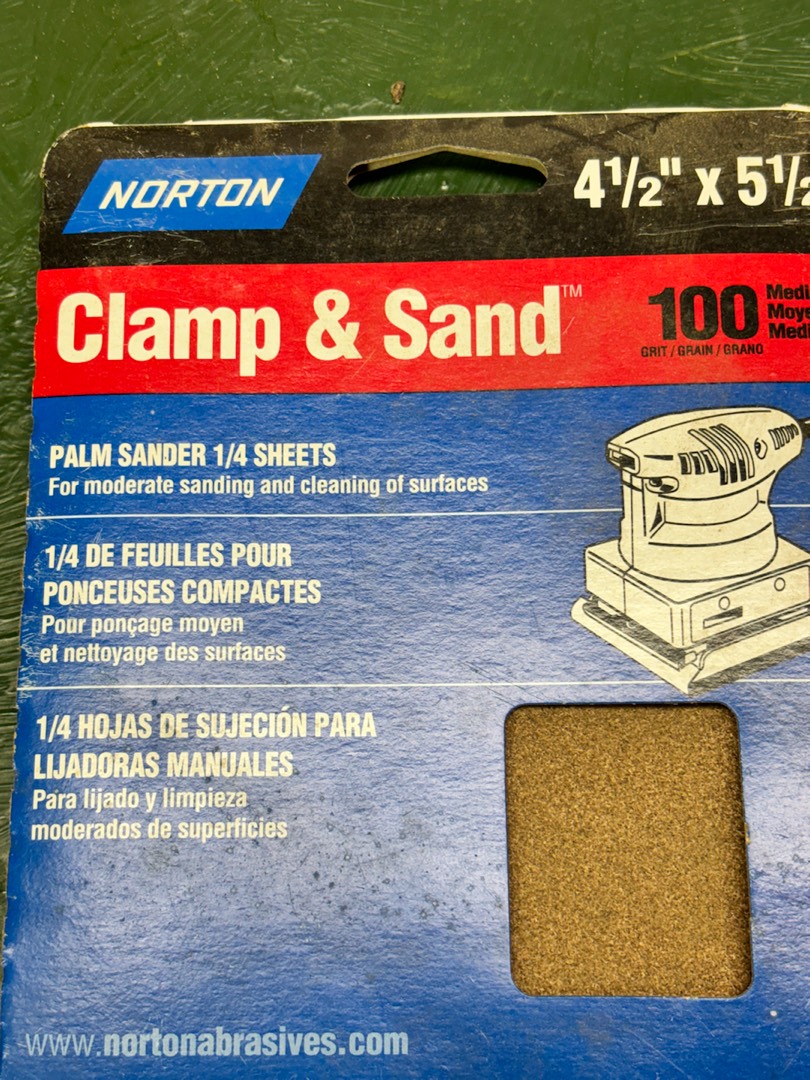 NORTON
4½" x 5½
Clamp & Sand™
100
GRIT / GRAIN / GRANO
PALM SANDER 1/4 SHEETS
For moderate sanding and cleaning of surfaces
1/4 DE FEUILLES POUR
PONCEUSES COMPACTES
Pour ponçage moyen
et nettoyage des surfaces
1/4 HOJAS DE SUJECIÓN PARA
LIJADORAS MANUALES
Para lijado y limpieza
moderados de superficies
www.nortonabrasives.com